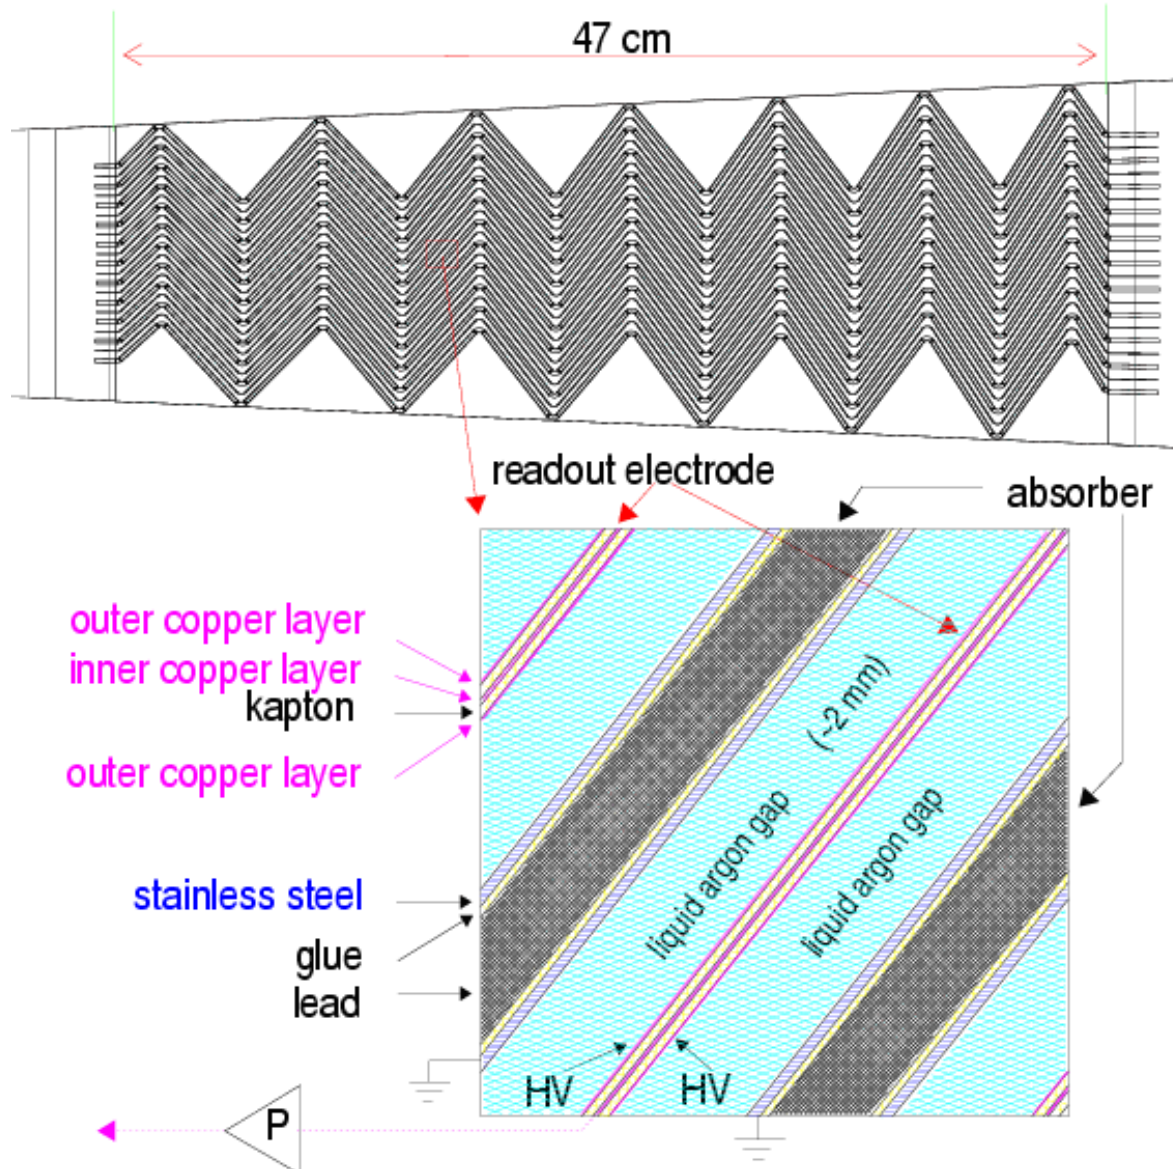 47 cm
readout electrode
absorber
outer copper layer
inner copper layer
kapton
outer copper layer
(~2 mm)
liquid argon gap
liquid argon gap
stainless steel
glue
lead
HV
HV
P